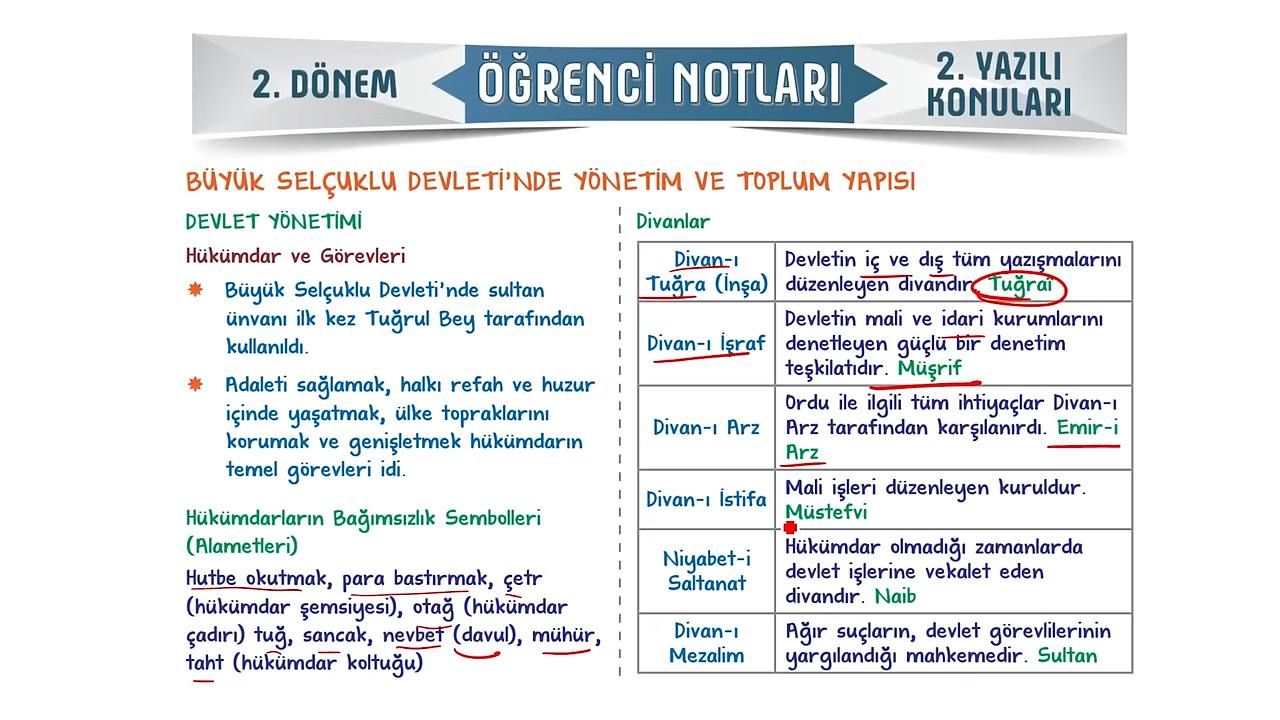 2. DÖNEM
ÖĞRENCİ NOTLARI
2. YAZILI
KONULARI
BÜYÜK SELÇUKLU DEVLETİ'NDE YÖNETİM VE TOPLUM YAPISI
DEVLET YÖNETİMİ
Hükümdar ve Görevleri
Büyük Selçuklu Devleti'nde sultan
ünvanı ilk kez Tuğrul Bey tarafından
kullanıldı.
Adaleti sağlamak, halkı refah ve huzur
içinde yaşatmak, ülke topraklarını
korumak ve genişletmek hükümdarın
temel görevleri idi.
Hükümdarların Bağımsızlık Sembolleri
(Alametleri)
Hutbe okutmak, para bastırmak, çetr
(hükümdar şemsiyesi), otağ (hükümdar
çadırı) tuğ, sancak, nevbet (davul), mühür,
taht (hükümdar koltuğu)
Divanlar
Divan-ı
Tuğra (İnşa)
Devletin iç ve dış tüm yazışmalarını
düzenleyen divandır. Tuğrai
Divan-ı İşraf
Devletin mali ve idari kurumlarını
denetleyen güçlü bir denetim
teşkilatıdır. Müşrif
Divan-ı Arz
Ordu ile ilgili tüm ihtiyaçlar Divan-ı
Arz tarafından karşılanırdı. Emir-i
Arz
Divan-ı İstifa
Mali işleri düzenleyen kuruldur.
Müstefvi
Niyabet-i
Saltanat
Hükümdar olmadığı zamanlarda
devlet işlerine vekalet eden
divandır. Naib
Divan-ı
Mezalim
Ağır suçların, devlet görevlilerinin
yargılandığı mahkemedir. Sultan